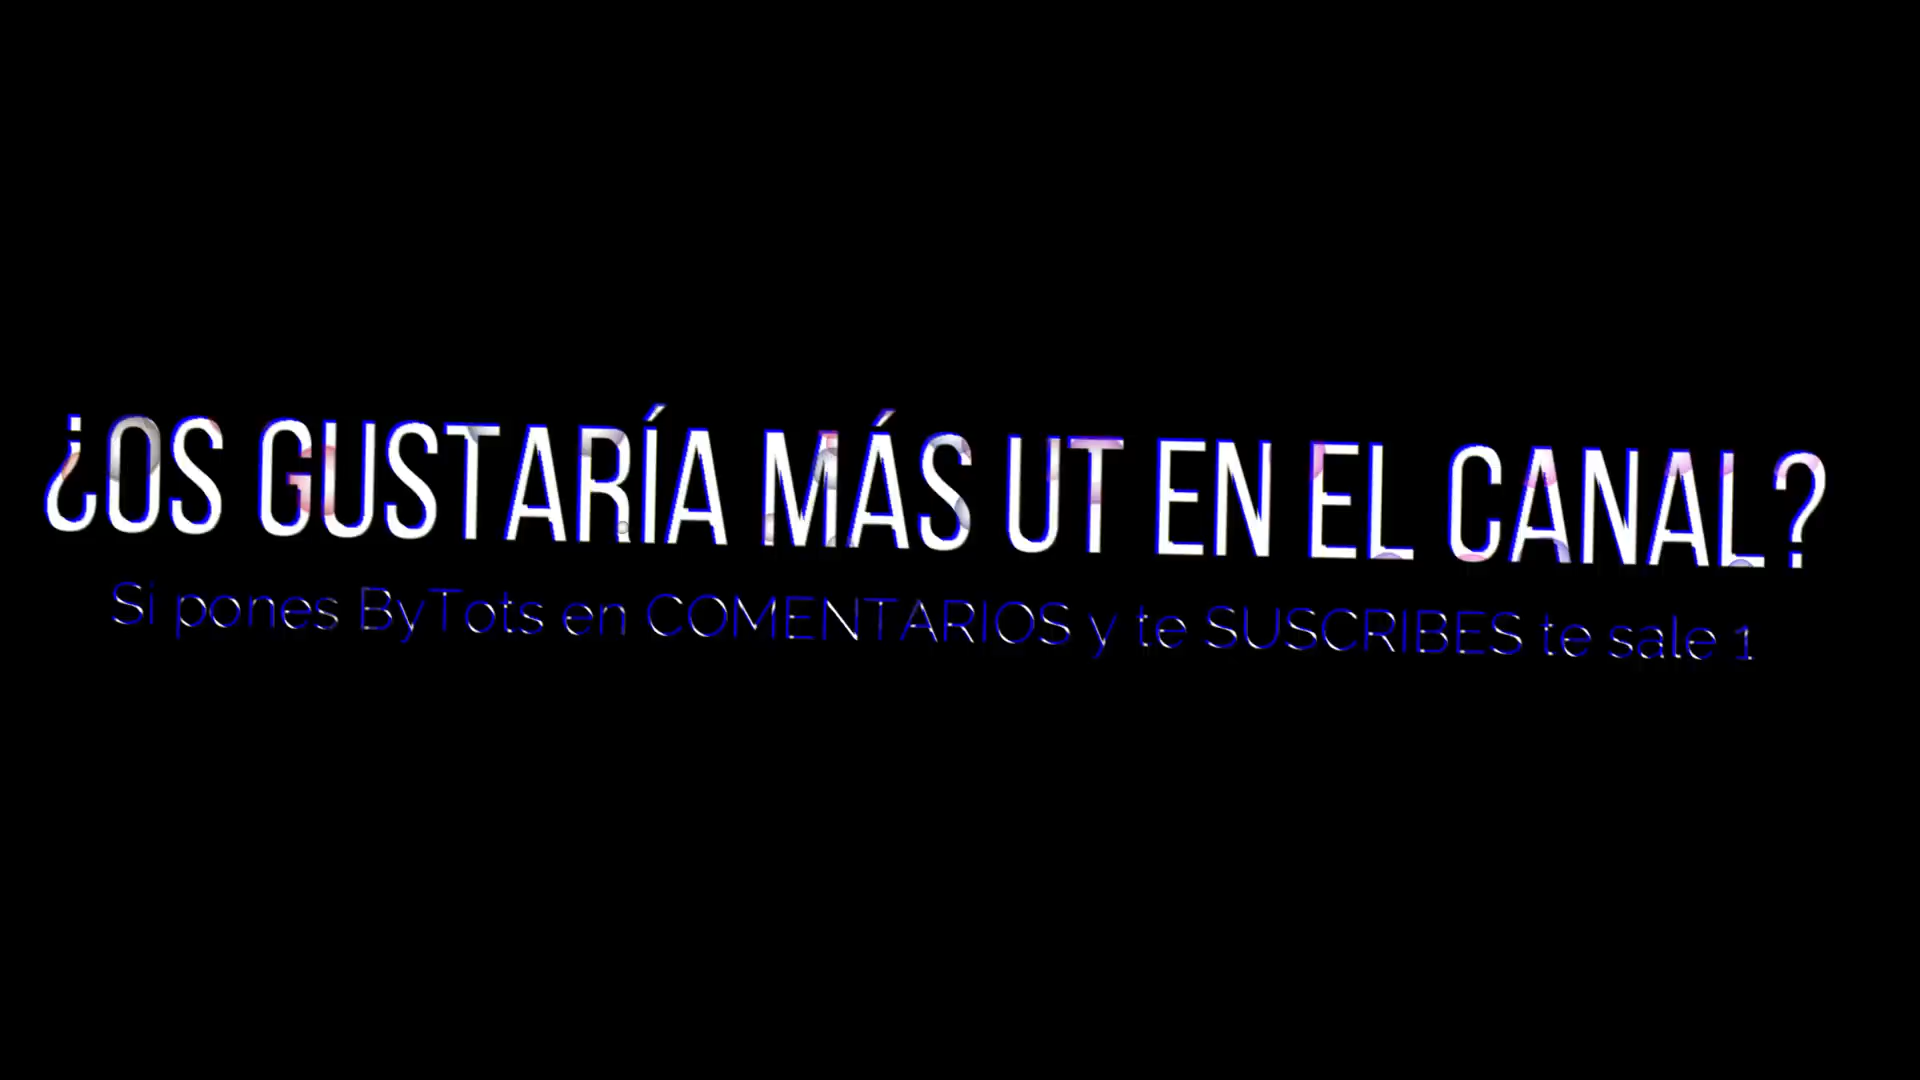 ¿OS GUSTARÍA MÁS UT EN EL CANAL?
Si pones ByTots en COMENTARIOS y te SUSCRIBES te sale 1